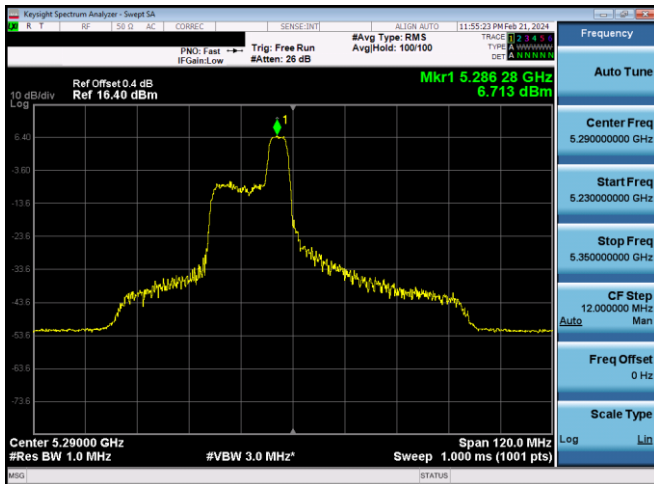 Keysight Spectrum Analyzer - Swept SA
R T RF 50 Ω AC CORREC SENSE:INT ALIGN AUTO 11:55:23 PM Feb 21, 2024
#Avg Type: RMS TRACE 1 2 3 4 5 6
PNO: Fast Trig: Free Run Avg|Hold: 100/100 TYPE A WWWWW
IFGain:Low #Atten: 26 dB DET A N N N N N
Mkr1 5.286 28 GHz
6.713 dBm
Ref Offset 0.4 dB
10 dB/div Ref 16.40 dBm
Log
1
6.40
-3.60
-13.6
-23.6
-33.6
-43.6
-53.6
-63.6
-73.6
Center 5.29000 GHz Span 120.0 MHz
#Res BW 1.0 MHz #VBW 3.0 MHz* Sweep 1.000 ms (1001 pts)
MSG STATUS
Frequency
Auto Tune
Center Freq
5.290000000 GHz
Start Freq
5.230000000 GHz
Stop Freq
5.350000000 GHz
CF Step
12.000000 MHz
Auto Man
Freq Offset
0 Hz
Scale Type
Log Lin